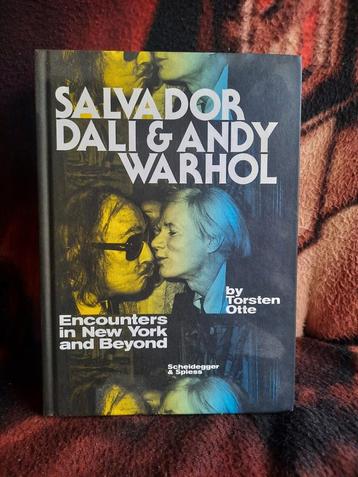 SALVADOR
DALI & ANDY
WARHOL
by
Torsten
Otte
Encounters
in New York
and Beyond
Scheidegger
& Spiess